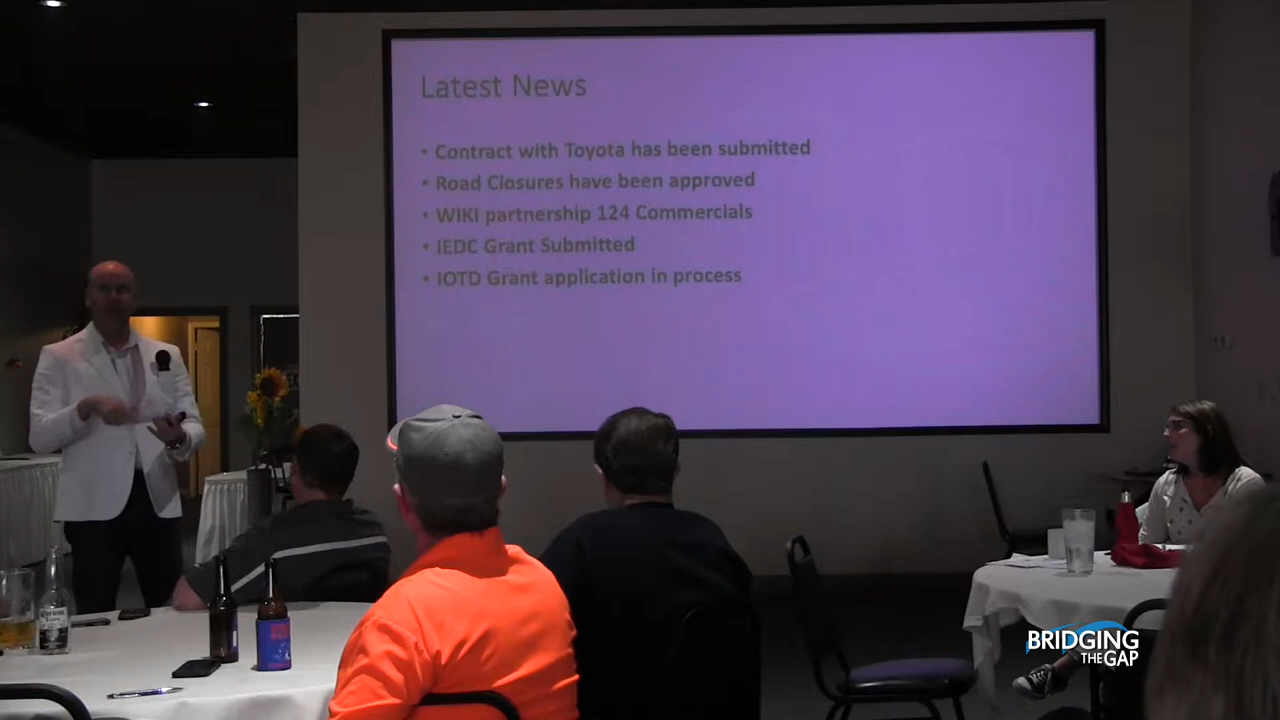 Latest News
• Contract with Toyota has been submitted
• Road Closures have been approved
• WIKI partnership 124 Commercials
• IEDC Grant Submitted
• IOTD Grant application in process
BRIDGING
THE GAP